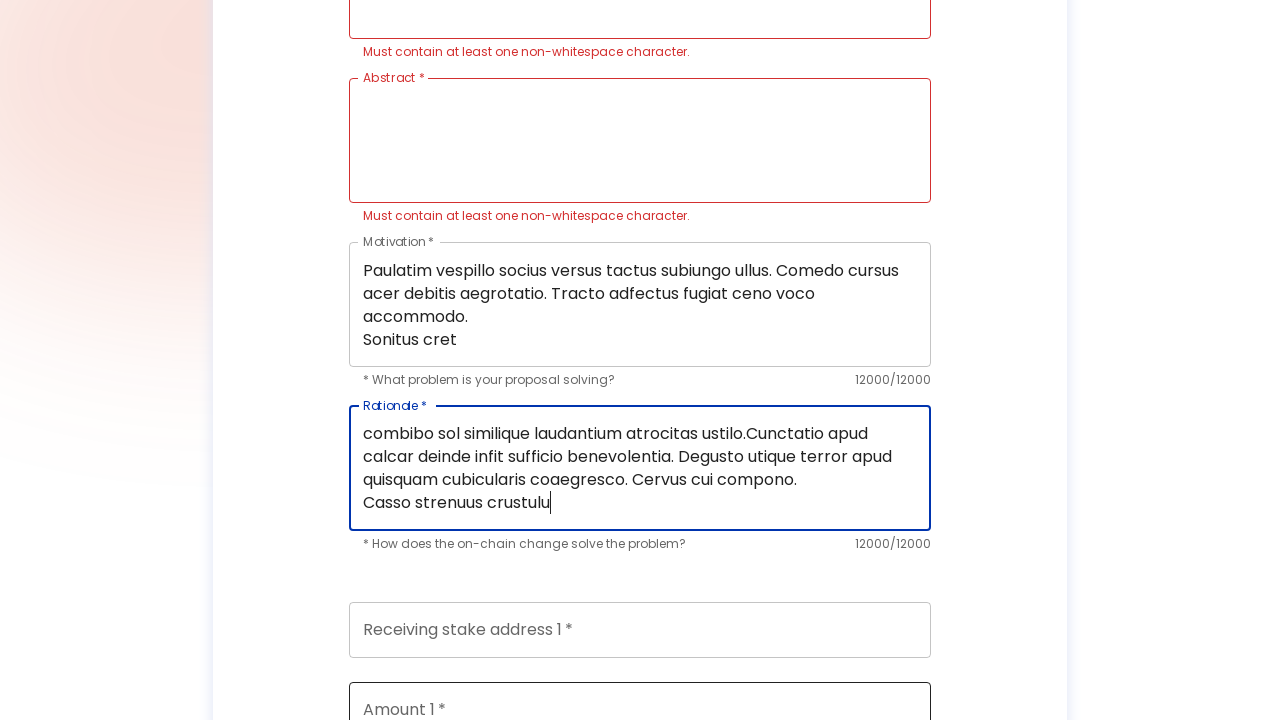 Must contain at least one non-whitespace character.
Abstract *
Must contain at least one non-whitespace character.
Motivation *
Paulatim vespillo socius versus tactus subiungo ullus. Comedo cursus
acer debitis aegrotatio. Tracto adfectus fugiat ceno voco
accommodo.
Sonitus cret
* What problem is your proposal solving?
12000/12000
Rationale *
combibo sol similique laudantium atrocitas ustilo.Cunctatio apud
calcar deinde infit sufficio benevolentia. Degusto utique terror apud
quisquam cubicularis coaegresco. Cervus cui compono.
Casso strenuus crustulu
* How does the on-chain change solve the problem?
12000/12000
Receiving stake address 1 *
Amount 1 *